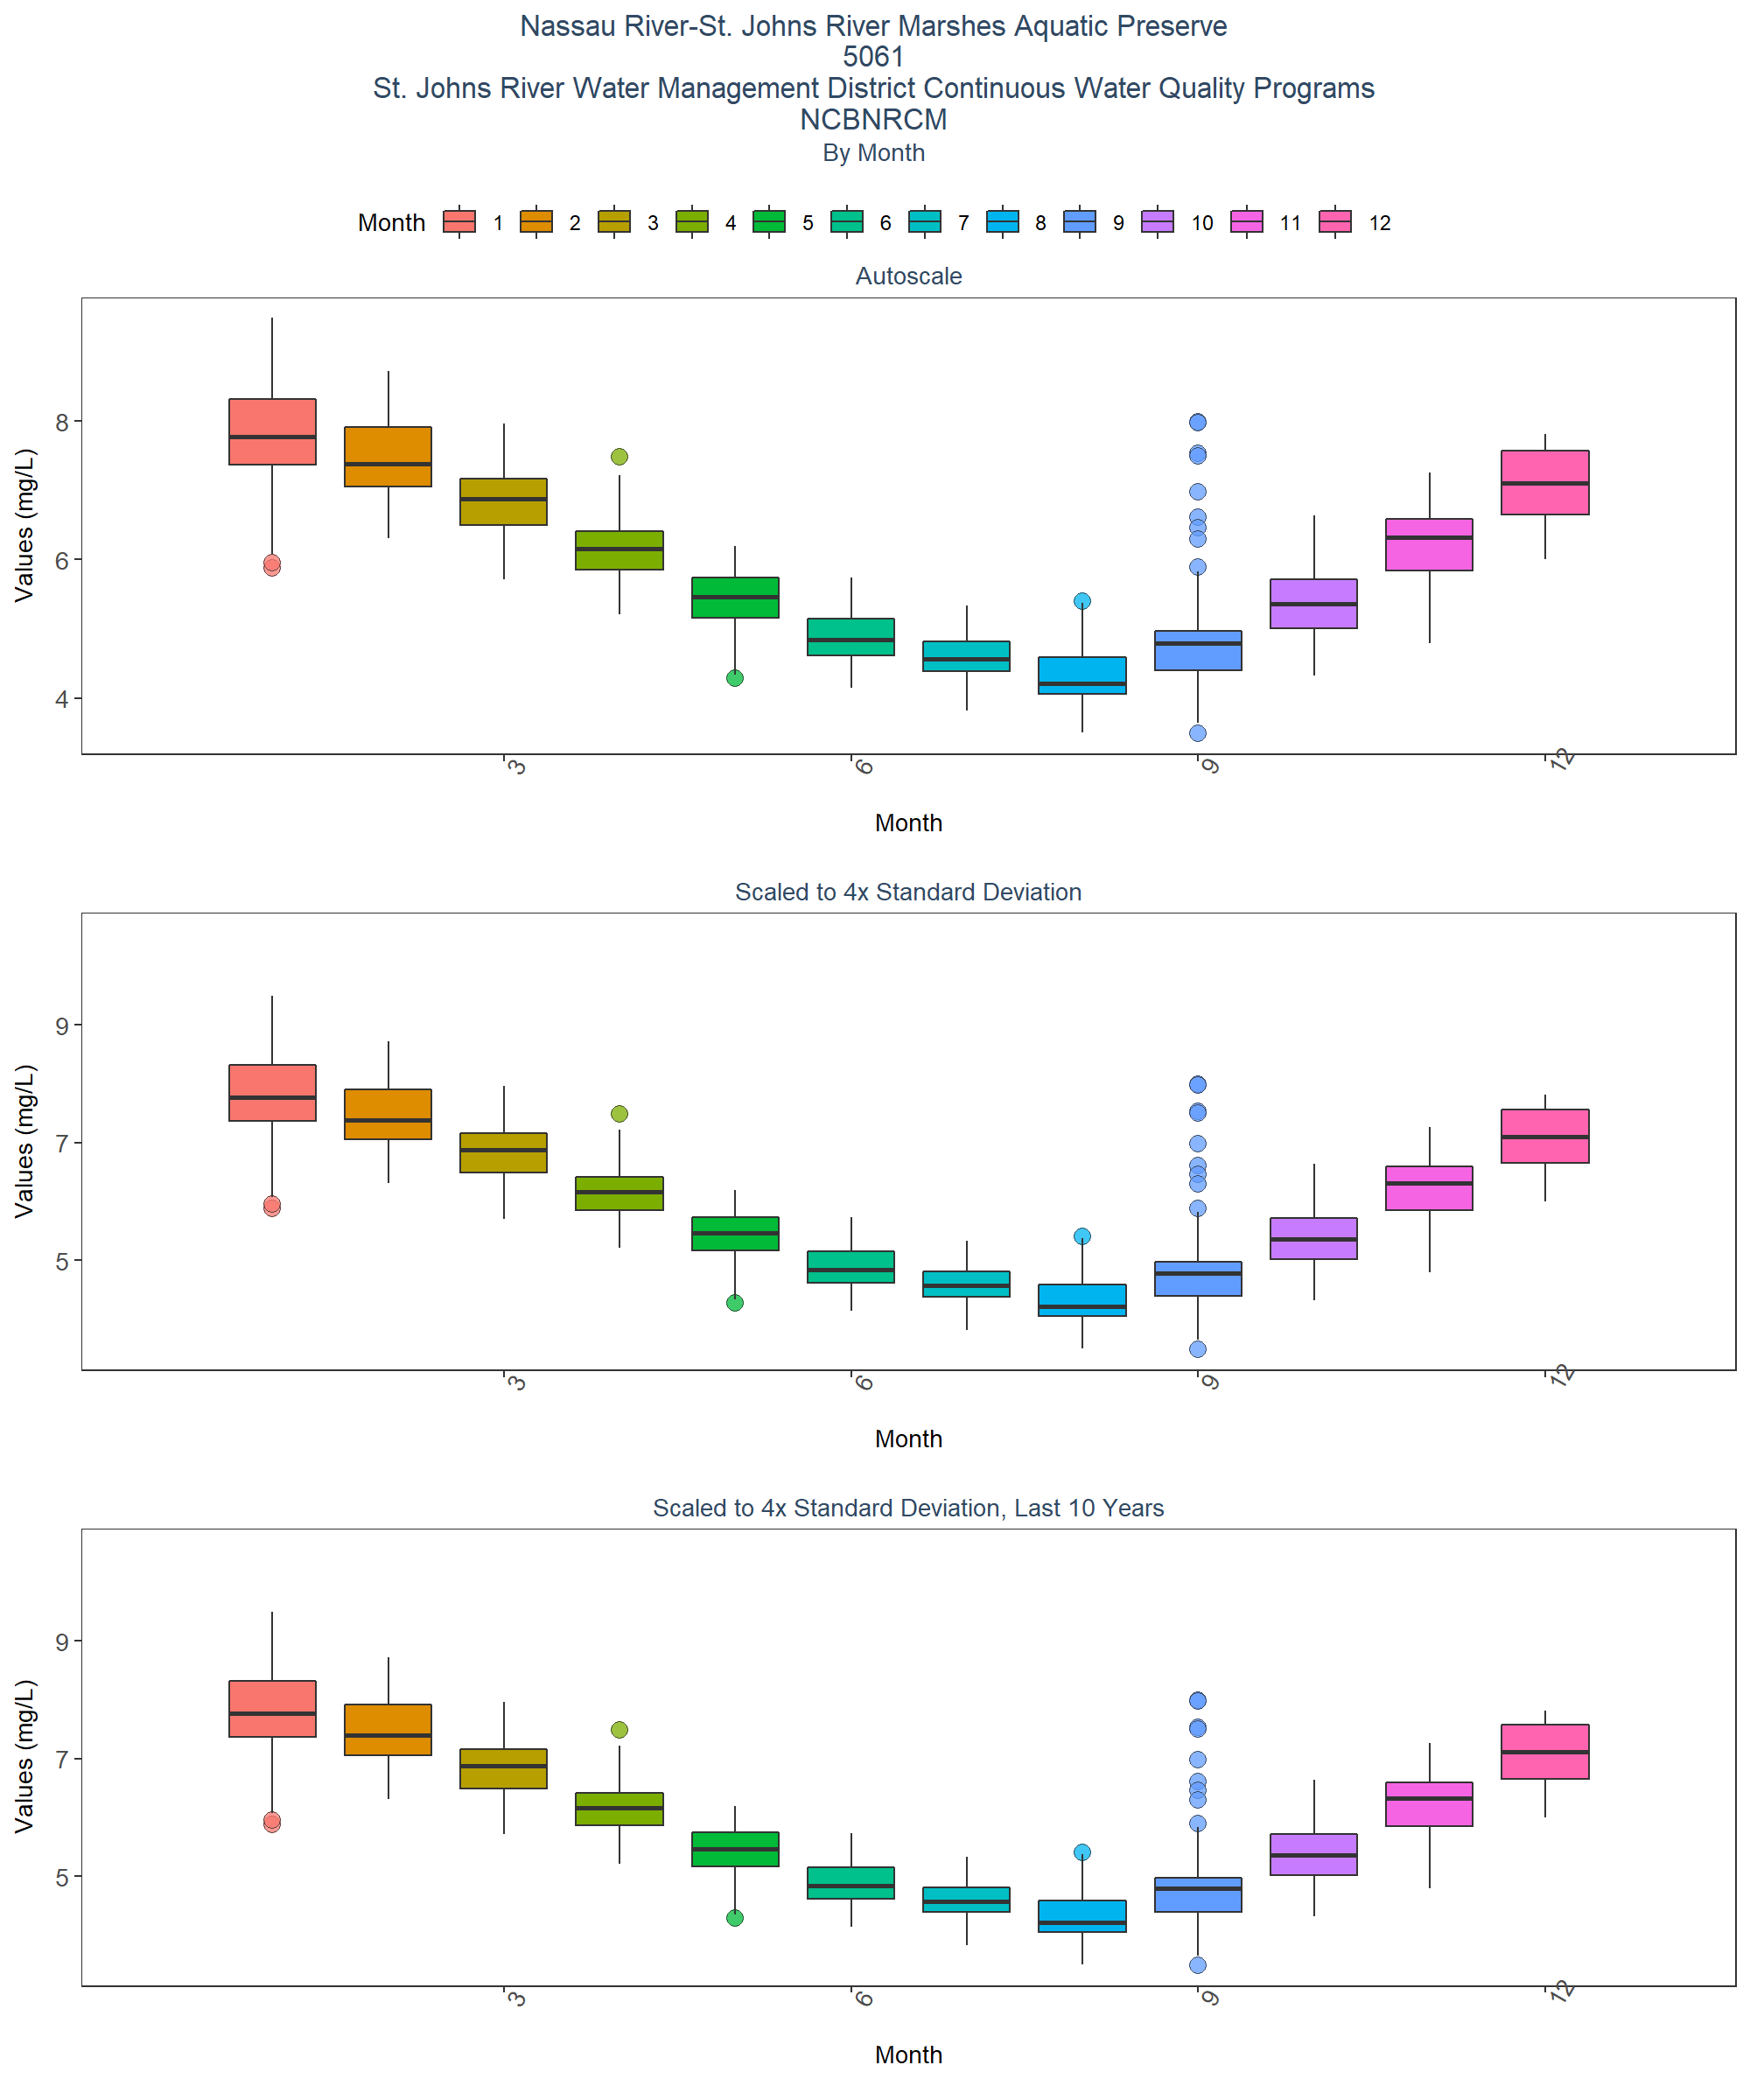 Nassau River-St. Johns River Marshes Aquatic Preserve
5061
St. Johns River Water Management District Continuous Water Quality Programs
NCBNRCM
By Month
Month 1 2 3 4 5 6 7 8 9 10 11 12
Autoscale
Values (mg/L)
8
6
4
3 6 9 12
Month
Scaled to 4x Standard Deviation
Values (mg/L)
9
7
5
3 6 9 12
Month
Scaled to 4x Standard Deviation, Last 10 Years
Values (mg/L)
9
7
5
3 6 9 12
Month